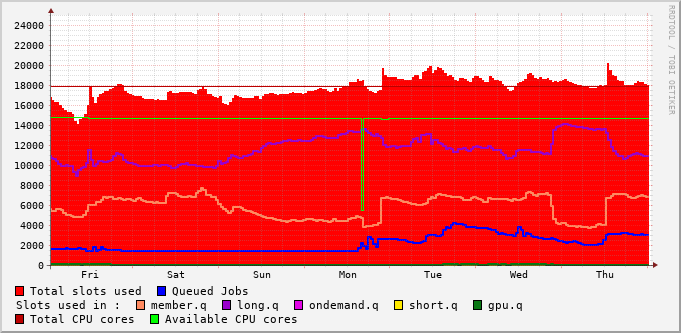 24000
22000
20000
18000
16000
14000
12000
10000
8000
6000
4000
2000
0
Fri Sat Sun Mon Tue Wed Thu
RRDTOOL / TOBI OETIKER
Total slots used Queued Jobs
Slots used in : member.q long.q ondemand.q short.q gpu.q
Total CPU cores Available CPU cores